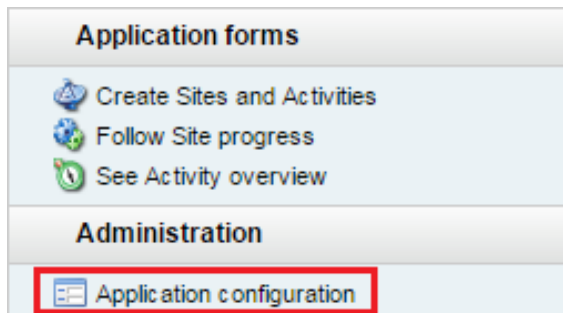 Application forms
Create Sites and Activities
Follow Site progress
See Activity overview
Administration
Application configuration